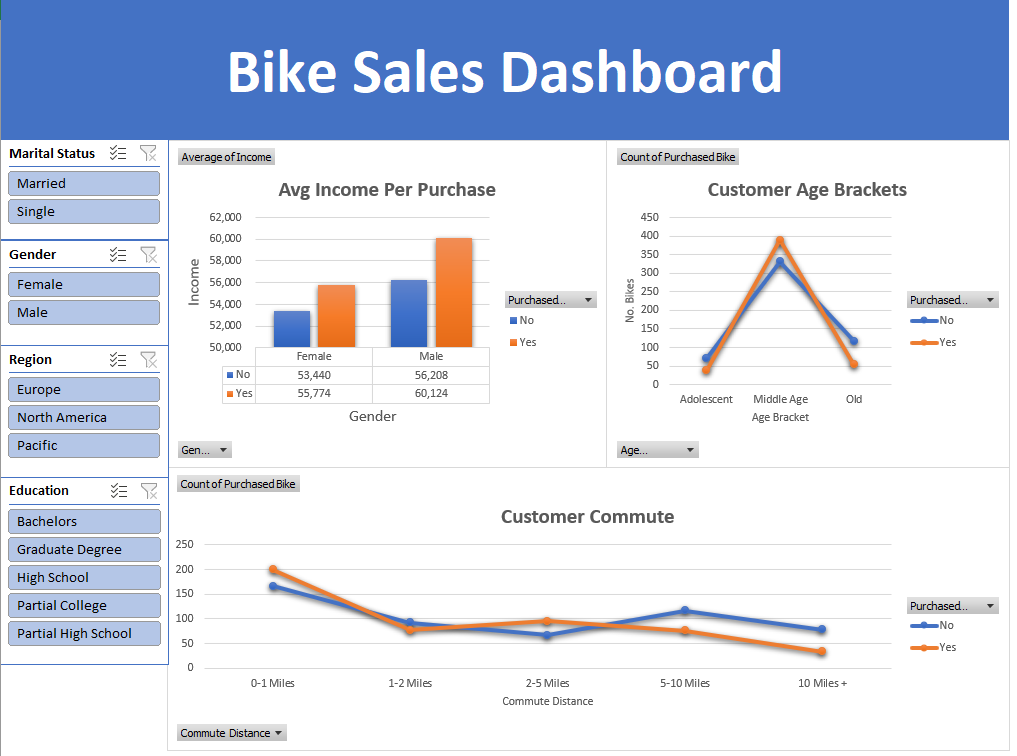 Bike Sales Dashboard
Marital Status
Married
Single
Gender
Female
Male
Region
Europe
North America
Pacific
Education
Bachelors
Graduate Degree
High School
Partial College
Partial High School
Average of Income
Avg Income Per Purchase
62,000
60,000
58,000
56,000
54,000
52,000
50,000
Income
Female Male
No 53,440 56,208
Yes 55,774 60,124
Gender
Purchased...
No
Yes
Gen...
Count of Purchased Bike
Customer Age Brackets
450
400
350
300
250
200
150
100
50
0
No. Bikes
Adolescent Middle Age Old
Age Bracket
Purchased...
No
Yes
Age...
Count of Purchased Bike
Customer Commute
250
200
150
100
50
0
0-1 Miles 1-2 Miles 2-5 Miles 5-10 Miles 10 Miles +
Commute Distance
Purchased...
No
Yes
Commute Distance